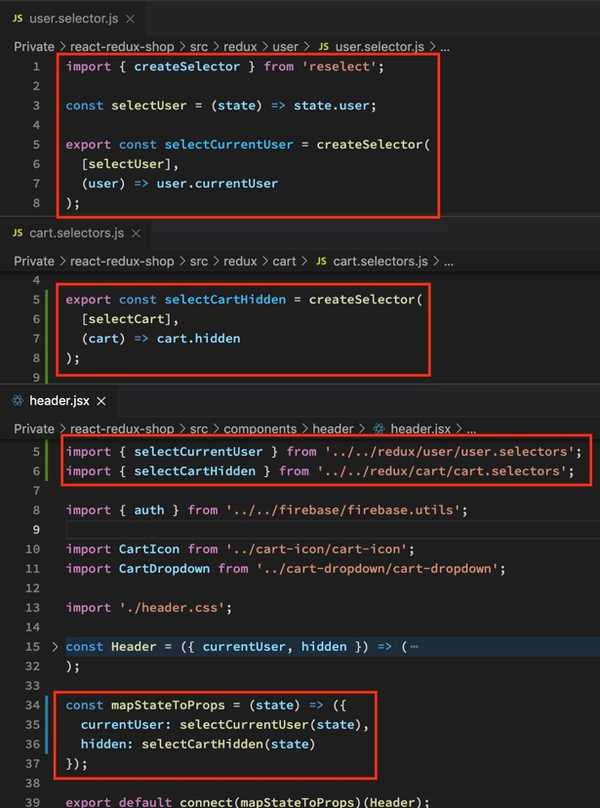 JS user.selector.js ×
Private > react-redux-shop > src > redux > user > JS user.selector.js > ...
1 import { createSelector } from 'reselect';
2
3 const selectUser = (state) => state.user;
4
5 export const selectCurrentUser = createSelector(
6 [selectUser],
7 (user) => user.currentUser
8 );
JS cart.selectors.js ×
Private > react-redux-shop > src > redux > cart > JS cart.selectors.js > ...
4
5 export const selectCartHidden = createSelector(
6 [selectCart],
7 (cart) => cart.hidden
8 );
9
header.jsx ×
Private > react-redux-shop > src > components > header > header.jsx > ...
5 import { selectCurrentUser } from '../../redux/user/user.selectors';
6 import { selectCartHidden } from '../../redux/cart/cart.selectors';
7
8 import { auth } from '../../firebase/firebase.utils';
9
10 import CartIcon from '../cart-icon/cart-icon';
11 import CartDropdown from '../cart-dropdown/cart-dropdown';
12
13 import './header.css';
14
15 > const Header = ({ currentUser, hidden }) => (⋯
32 );
33
34 const mapStateToProps = (state) => ({
35 currentUser: selectCurrentUser(state),
36 hidden: selectCartHidden(state)
37 });
38
39 export default connect(mapStateToProps)(Header);